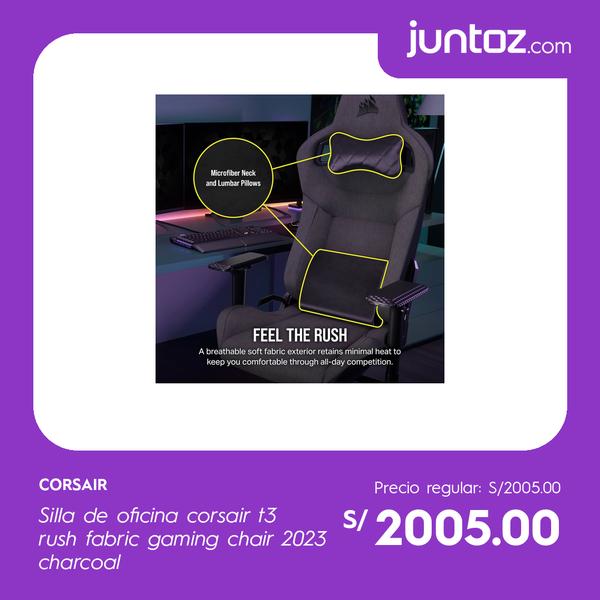 juntoz.com
Microfiber Neck
and Lumbar Pillows
FEEL THE RUSH
A breathable soft fabric exterior retains minimal heat to
keep you comfortable through all-day competition.
CORSAIR
Precio regular: S/2005.00
Silla de oficina corsair t3
rush fabric gaming chair 2023
charcoal
S/ 2005.00